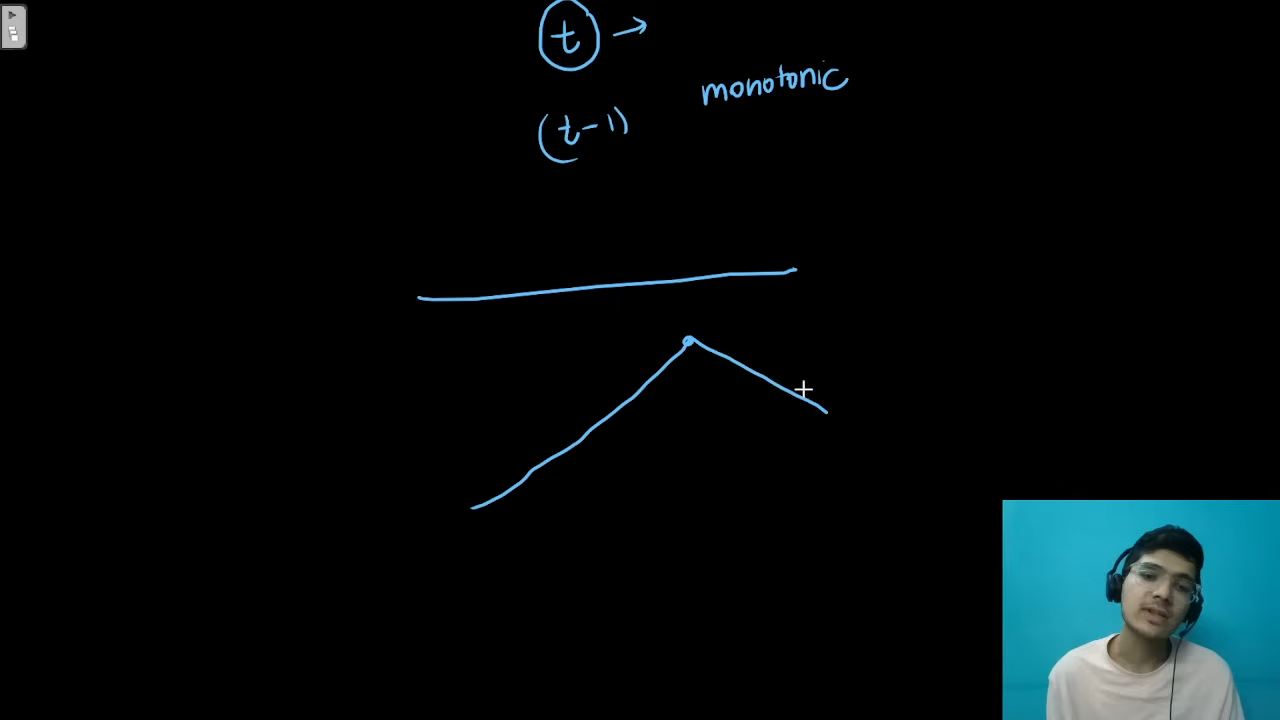 t →
monotonic
(t-1)